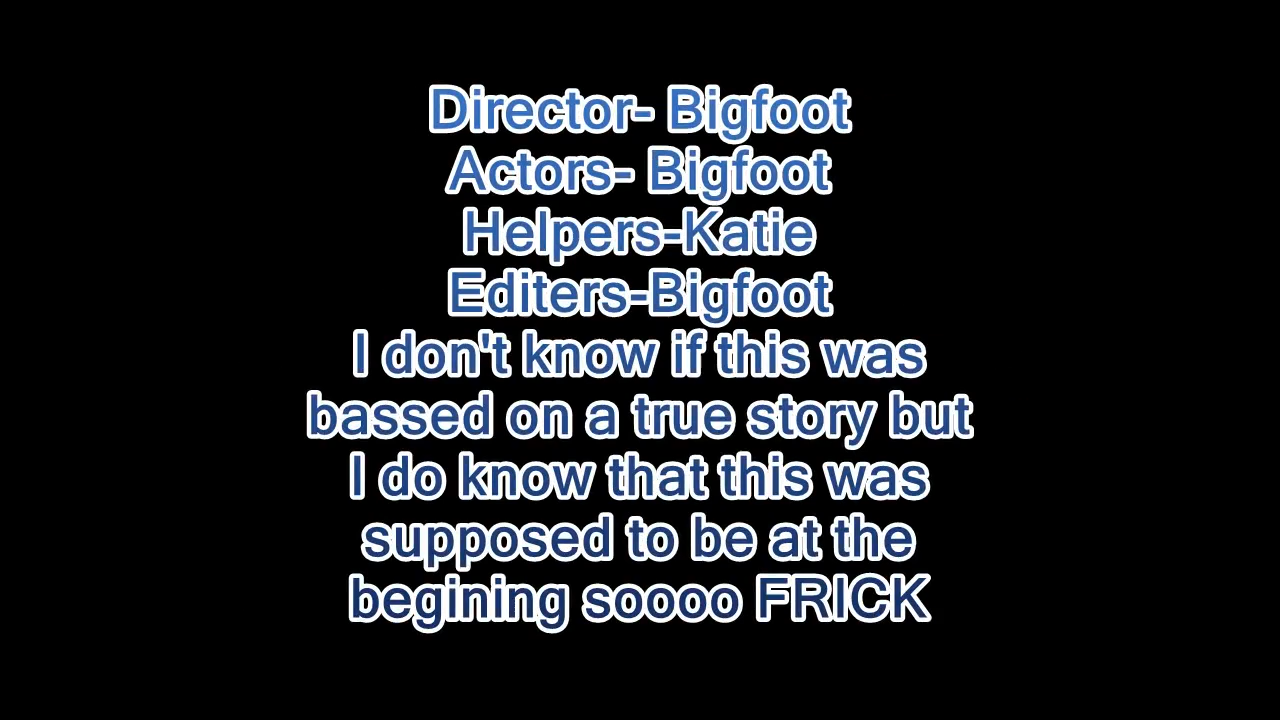 Director- Bigfoot
Actors- Bigfoot
Helpers-Katie
Editers-Bigfoot
I don't know if this was
bassed on a true story but
I do know that this was
supposed to be at the
begining soooo FRICK